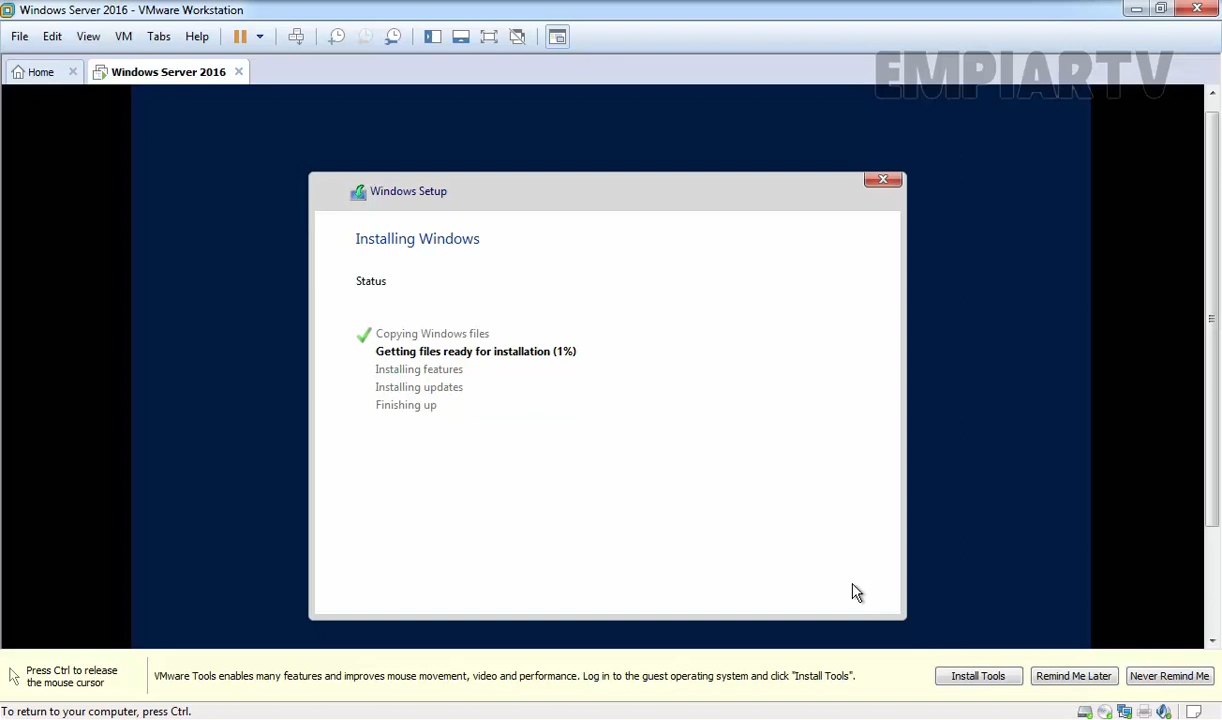 Windows Server 2016 - VMware Workstation
File Edit View VM Tabs Help
Home Windows Server 2016
EMPIARTV
Windows Setup
Installing Windows
Status
Copying Windows files
Getting files ready for installation (1%)
Installing features
Installing updates
Finishing up
Press Ctrl to release
the mouse cursor
VMware Tools enables many features and improves mouse movement, video and performance. Log in to the guest operating system and click "Install Tools".
Install Tools Remind Me Later Never Remind Me
To return to your computer, press Ctrl.